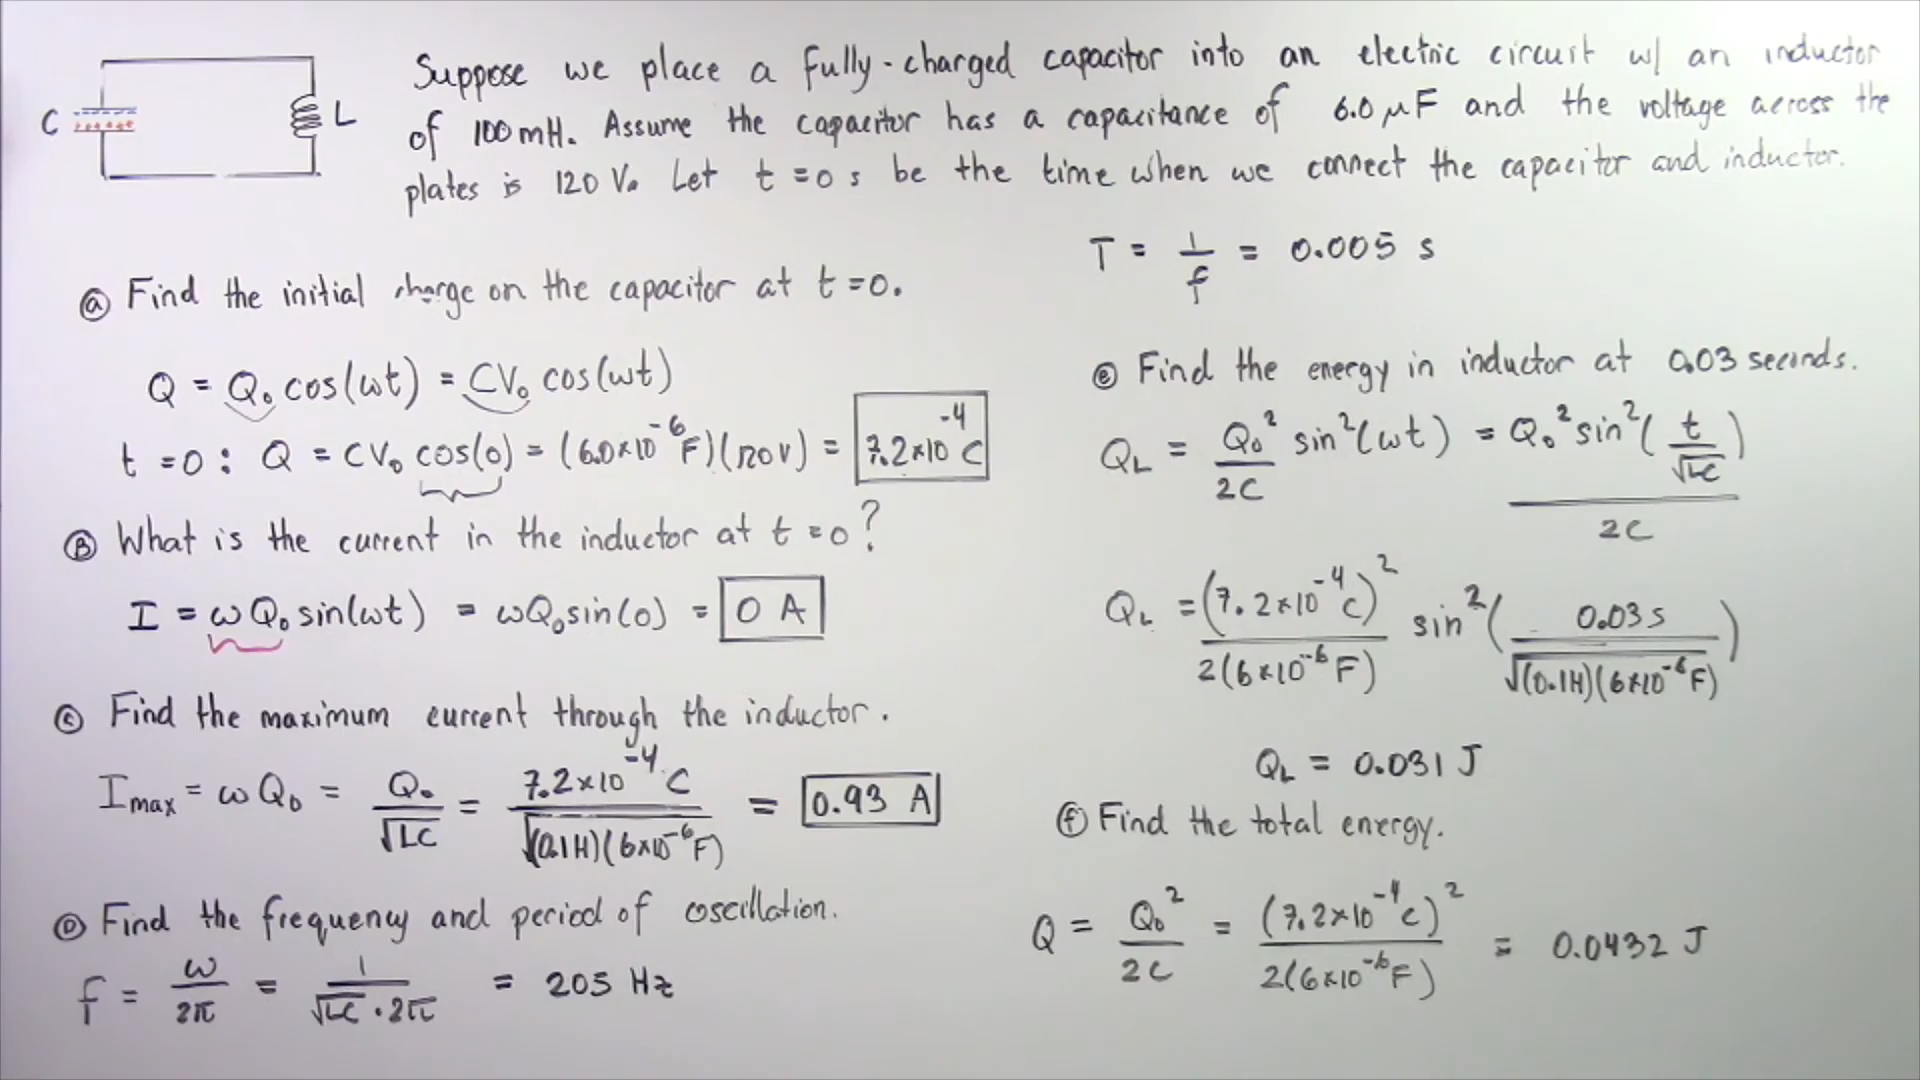 C
L
Suppose we place a fully-charged capacitor into an electric circuit w/ an inductor
of 100 mH. Assume the capacitor has a capacitance of 6.0 μF and the voltage across the
plates is 120 V. Let t = 0 s be the time when we connect the capacitor and inductor.
ⓐ Find the initial charge on the capacitor at t = 0.
Q = Q₀ cos(ωt) = CV₀ cos(ωt)
t = 0 : Q = CV₀ cos(0) = (6.0×10⁻⁶ F)(120 V) = 7.2×10⁻⁴ C
Ⓑ What is the current in the inductor at t = 0?
I = ωQ₀ sin(ωt) = ωQ₀ sin(0) = 0 A
ⓒ Find the maximum current through the inductor.
Imax = ωQ₀ = Q₀/√LC = 7.2×10⁻⁴ C/√(0.1H)(6×10⁻⁶ F) = 0.93 A
Ⓓ Find the frequency and period of oscillation.
f = ω/2π = 1/√LC · 2π = 205 Hz
T = 1/f = 0.005 s
ⓔ Find the energy in inductor at 0.03 seconds.
Q_L = Q₀²/2C sin²(ωt) = Q₀² sin²(t/√LC)/2C
Q_L = (7.2×10⁻⁴ C)²/2(6×10⁻⁶ F) sin²(0.03 s/√(0.1H)(6×10⁻⁶ F))
Q_L = 0.031 J
ⓕ Find the total energy.
Q = Q₀²/2C = (7.2×10⁻⁴ C)²/2(6×10⁻⁶ F) = 0.0432 J